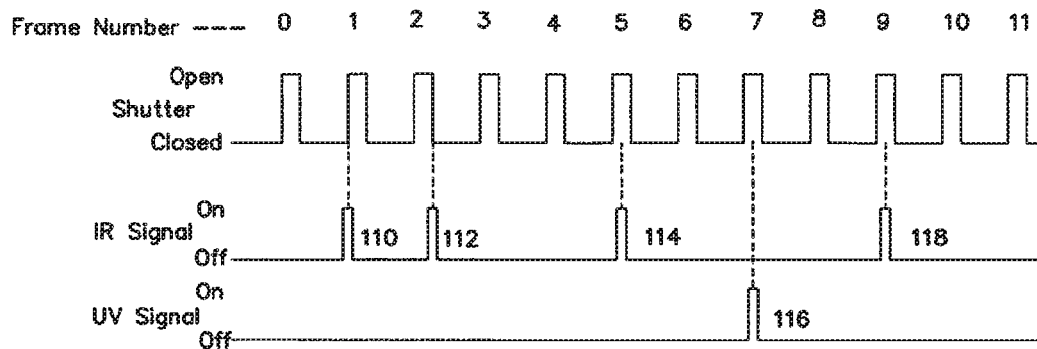 Frame Number ---- 0 1 2 3 4 5 6 7 8 9 10 11
Open
Shutter
Closed
On
IR Signal 110 112 114 118
Off
On
UV Signal 116
Off